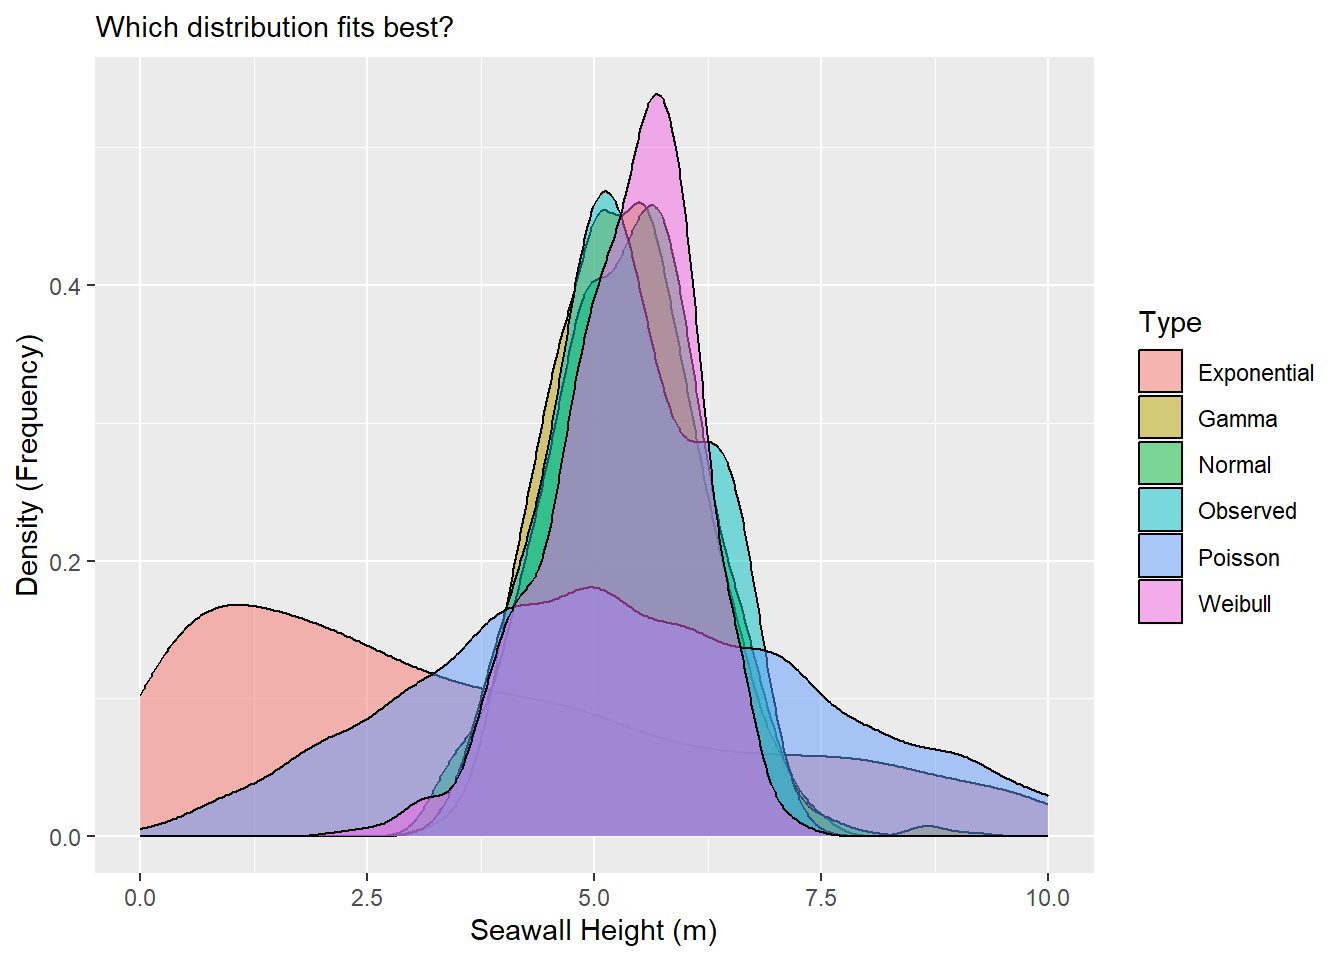 Which distribution fits best?
Density (Frequency)
0.4
0.2
0.0
0.0 2.5 5.0 7.5 10.0
Seawall Height (m)
Type
Exponential
Gamma
Normal
Observed
Poisson
Weibull